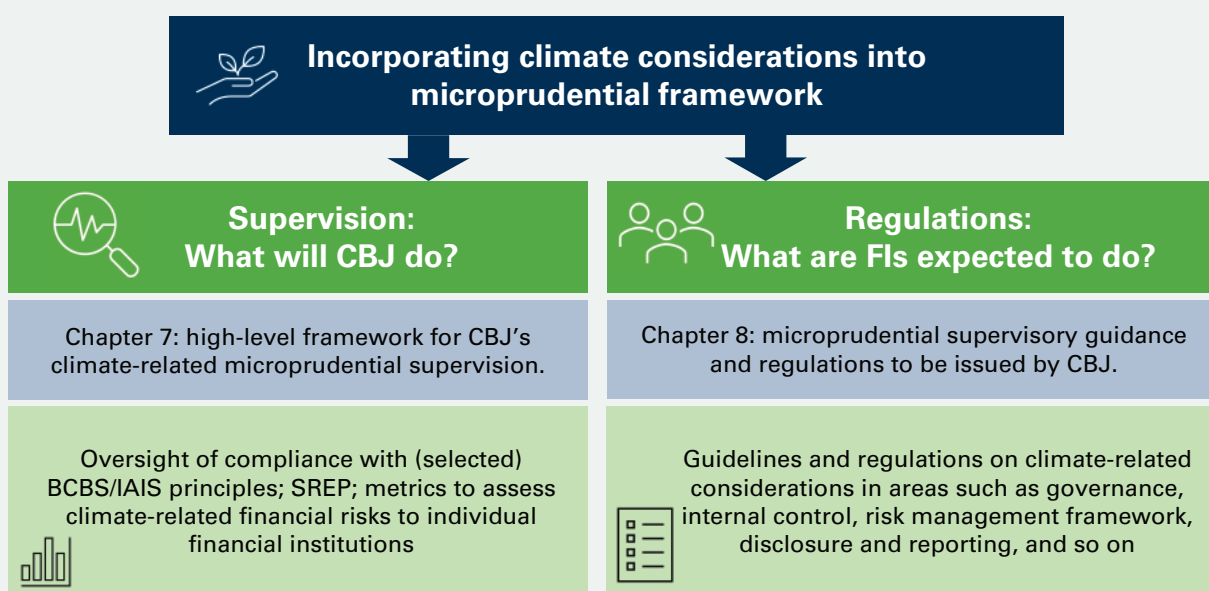 Incorporating climate considerations into
microprudential framework
Supervision:
What will CBJ do?
Chapter 7: high-level framework for CBJ's
climate-related microprudential supervision.
Oversight of compliance with (selected)
BCBS/IAIS principles; SREP; metrics to assess
climate-related financial risks to individual
financial institutions
Regulations:
What are FIs expected to do?
Chapter 8: microprudential supervisory guidance
and regulations to be issued by CBJ.
Guidelines and regulations on climate-related
considerations in areas such as governance,
internal control, risk management framework,
disclosure and reporting, and so on